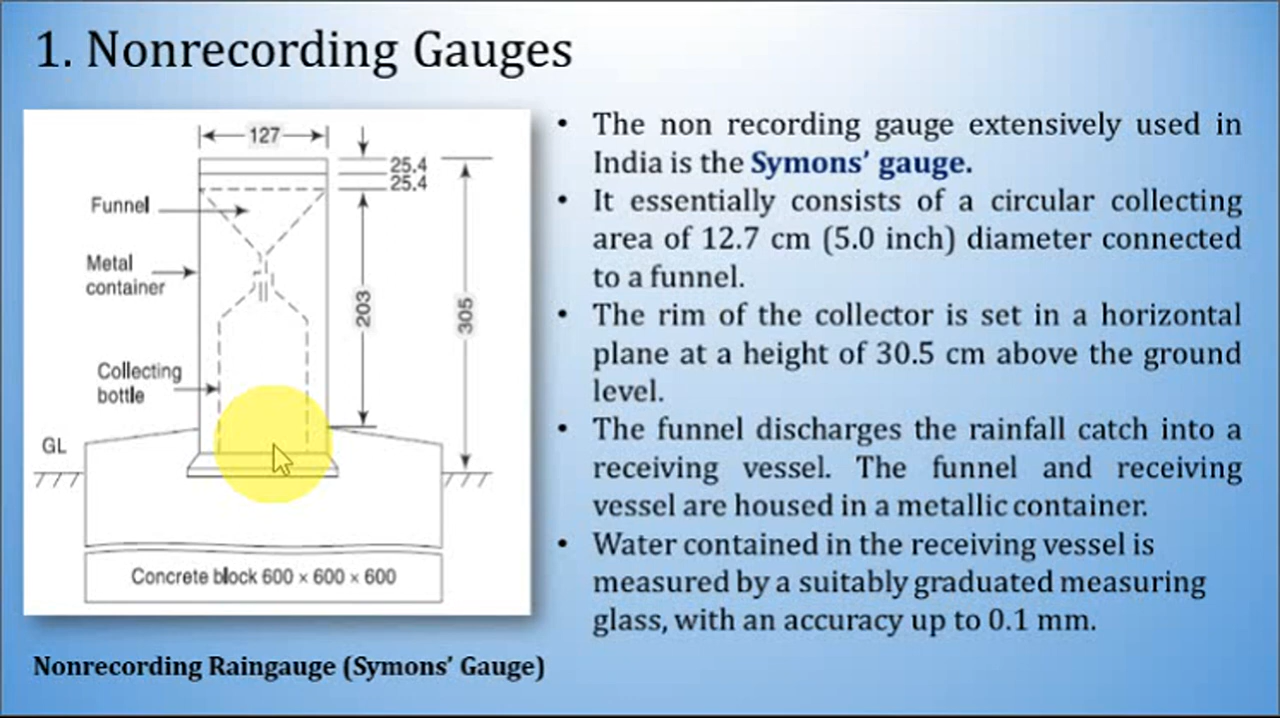 1. Nonrecording Gauges
127
25.4
25.4
Funnel
Metal
container
203
305
Collecting
bottle
GL
Concrete block 600 × 600 × 600
Nonrecording Raingauge (Symons’ Gauge)
• The non recording gauge extensively used in
India is the Symons’ gauge.
• It essentially consists of a circular collecting
area of 12.7 cm (5.0 inch) diameter connected
to a funnel.
• The rim of the collector is set in a horizontal
plane at a height of 30.5 cm above the ground
level.
• The funnel discharges the rainfall catch into a
receiving vessel. The funnel and receiving
vessel are housed in a metallic container.
• Water contained in the receiving vessel is
measured by a suitably graduated measuring
glass, with an accuracy up to 0.1 mm.